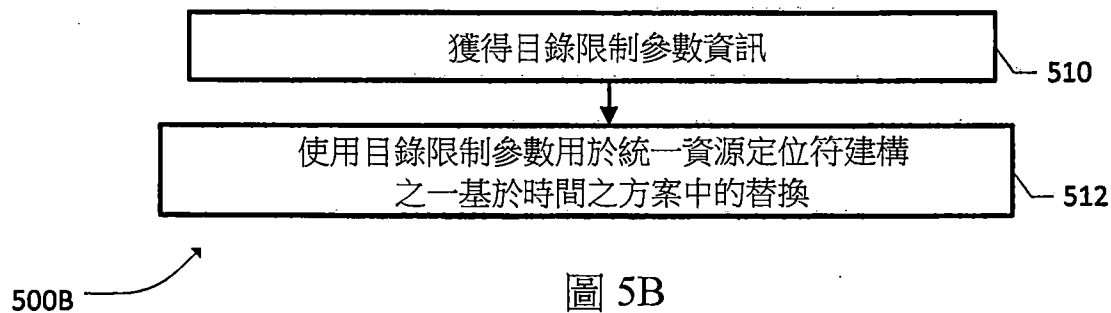 獲得目錄限制參數資訊
510
使用目錄限制參數用於統一資源定位符建構
之一基於時間之方案中的替換
512
500B
圖 5B